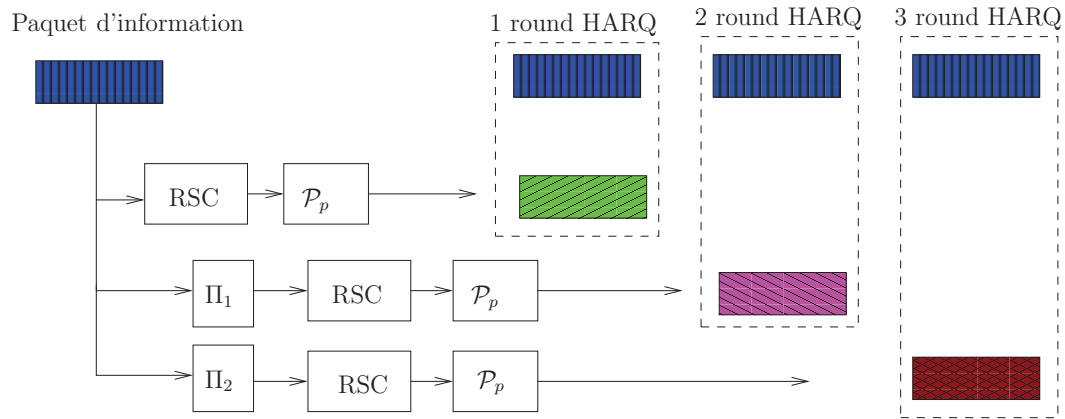 Paquet d'information
1 round HARQ
2 round HARQ
3 round HARQ
RSC
𝒫ₚ
Π₁
RSC
𝒫ₚ
Π₂
RSC
𝒫ₚ